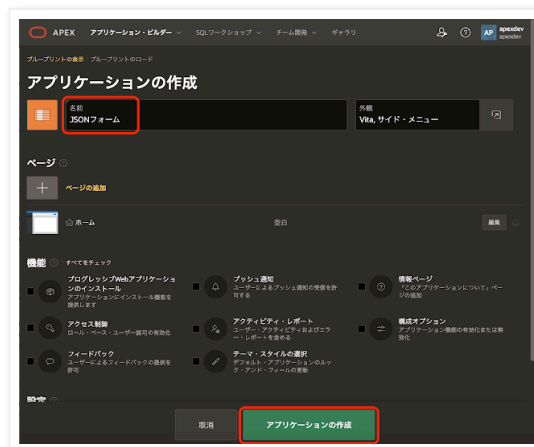 APEX アプリケーション・ビルダー SQLワークショップ チーム開発 ギャラリ AP apexdev
apexdev
ブループリントの表示 ブループリントのロード
アプリケーションの作成
名前
JSONフォーム
外観
Vita, サイド・メニュー
ページ
ページの追加
ホーム 空白 編集
機能 すべてをチェック
プログレッシブWebアプリケーションのインストール
アプリケーションにインストール機能を提供します
プッシュ通知
ユーザーによるプッシュ通知の受信を許可する
情報ページ
「このアプリケーションについて」ページの追加
アクセス制御
ロール・ベース・ユーザー認可の有効化
アクティビティ・レポート
ユーザー・アクティビティおよびエラー・レポートを含める
構成オプション
アプリケーション機能の有効化または無効化
フィードバック
ユーザーによるフィードバックの提供を許可
テーマ・スタイルの選択
デフォルト・アプリケーションのルック・アンド・フィールの更新
設定
取消 アプリケーションの作成